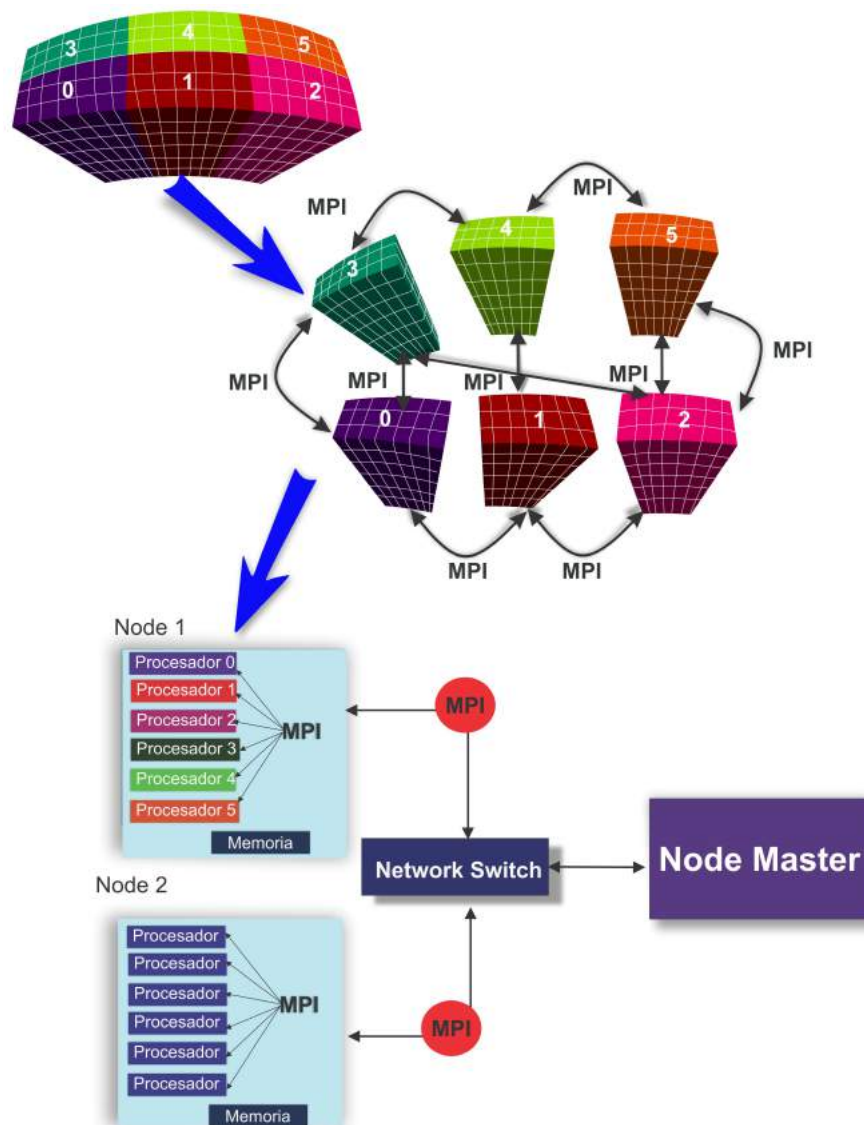 3
4
5
0
1
2
MPI
MPI
3
4
5
MPI
MPI
MPI
MPI
MPI
0
1
2
MPI
MPI
Node 1
Procesador 0
Procesador 1
Procesador 2
Procesador 3
Procesador 4
Procesador 5
MPI
Memoria
MPI
Network Switch
Node Master
Node 2
Procesador
Procesador
Procesador
Procesador
Procesador
Procesador
MPI
Memoria
MPI